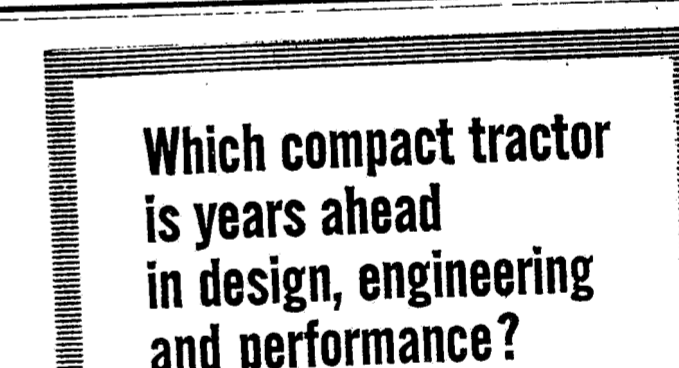 Which compact tractor
is years ahead
in design, engineering
and performance?